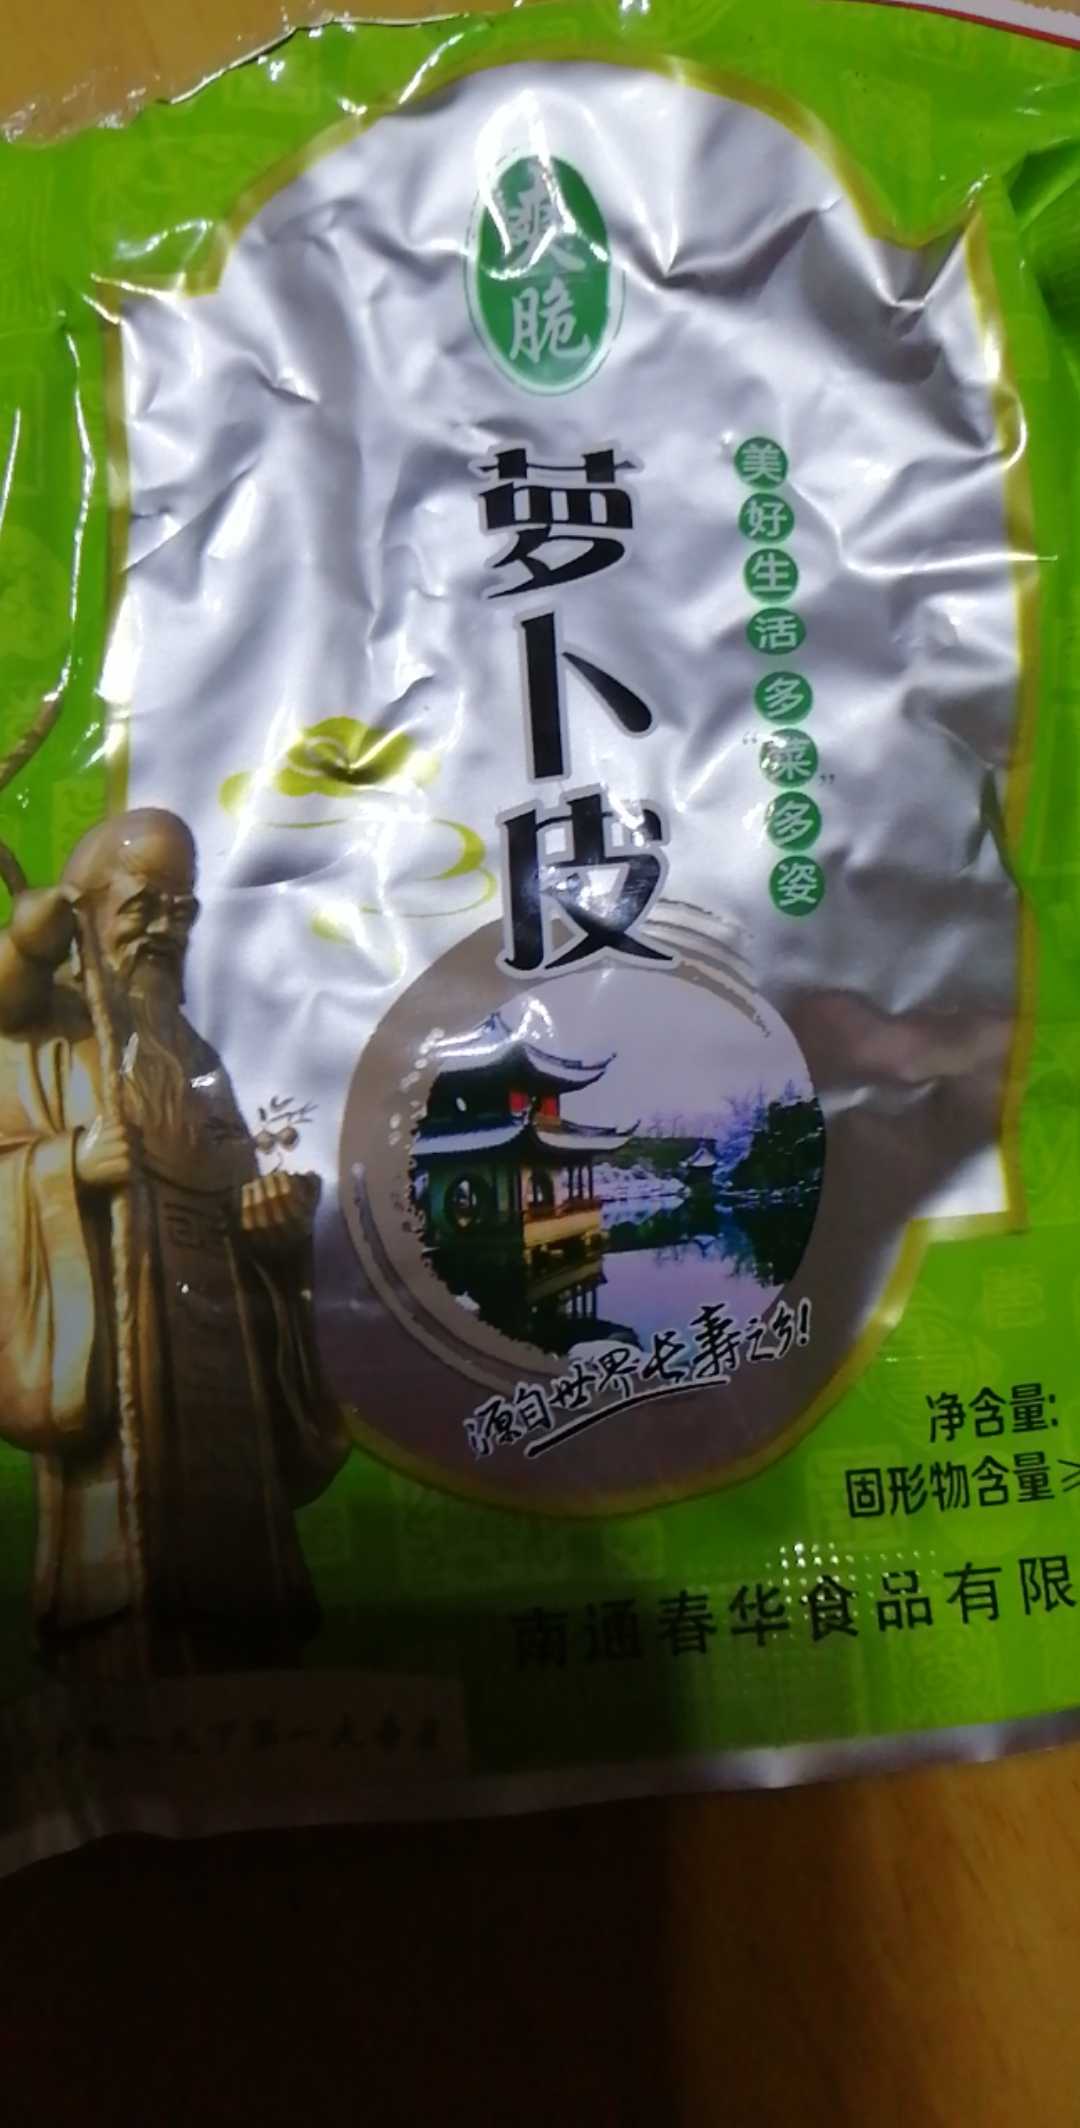 爽脆
萝卜皮
美好生活 多“菜”多姿
源自世界长寿之乡!
净含量:
固形物含量≥
南通春华食品有限